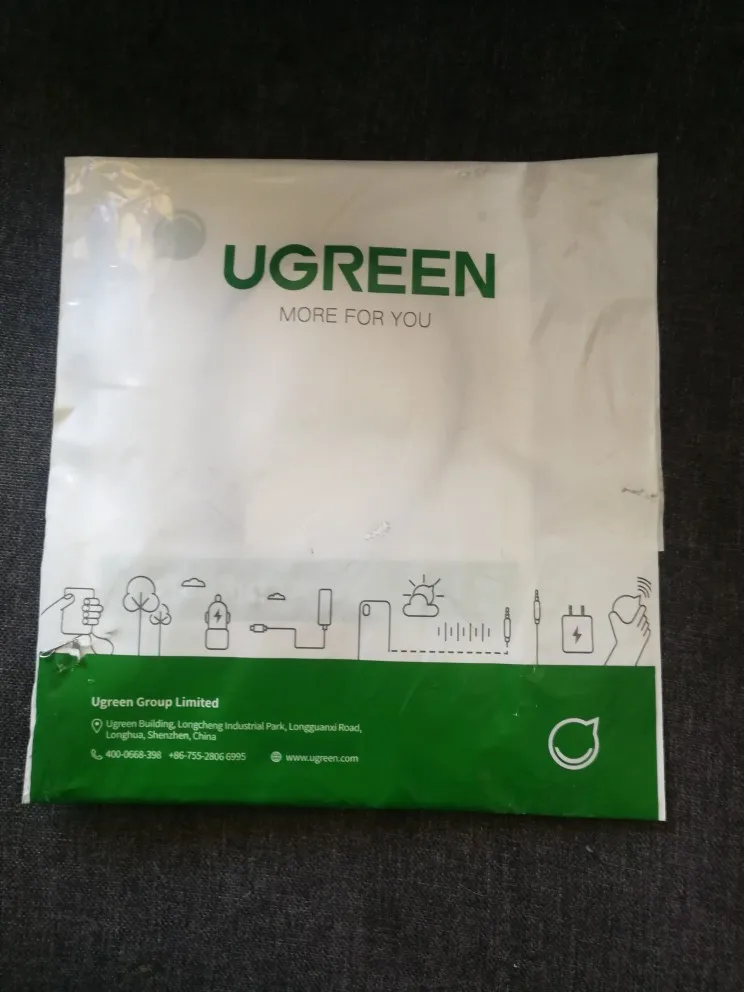 UGREEN
MORE FOR YOU
Ugreen Group Limited
Ugreen Building, Longcheng Industrial Park, Longguanxi Road,
Longhua, Shenzhen, China
400-0668-398 +86-755-2806 6995 www.ugreen.com